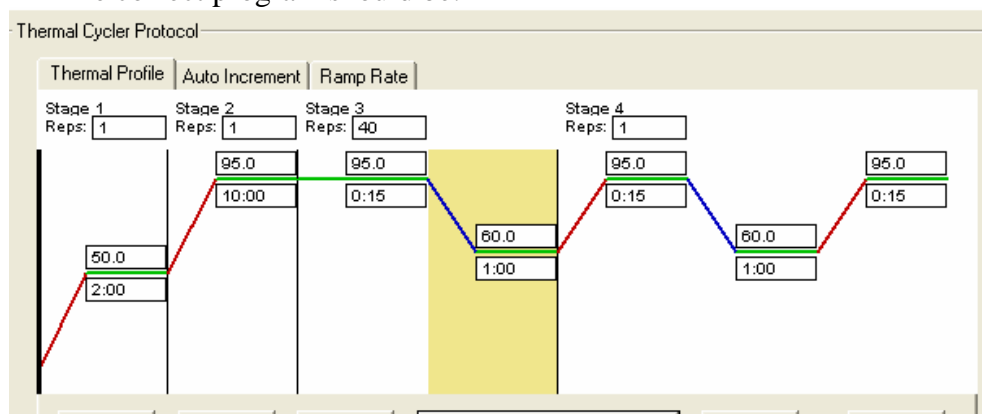 Thermal Cycler Protocol
Thermal Profile Auto Increment Ramp Rate
Stage 1 Stage 2 Stage 3 Stage 4
Reps: 1 Reps: 1 Reps: 40 Reps: 1
95.0 95.0 95.0 95.0
10:00 0:15 0:15 0:15
60.0 60.0
50.0 1:00 1:00
2:00